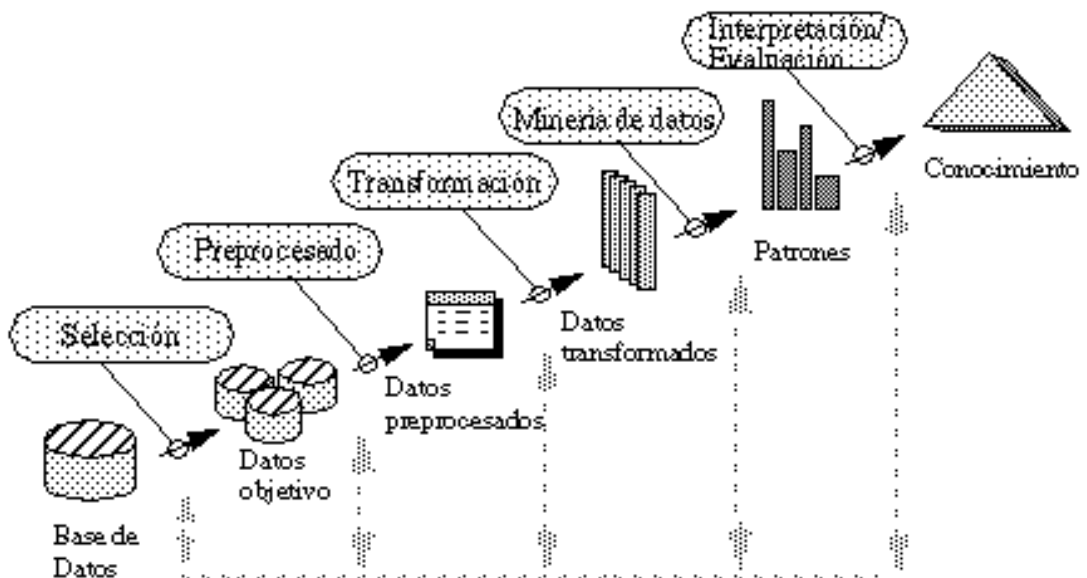 Interpretación/
Evaluación
Minería de datos
Transformación
Preprocesado
Selección
Conocimiento
Patrones
Datos
transformados
Datos
preprocesados
Datos
objetivo
Base de
Datos